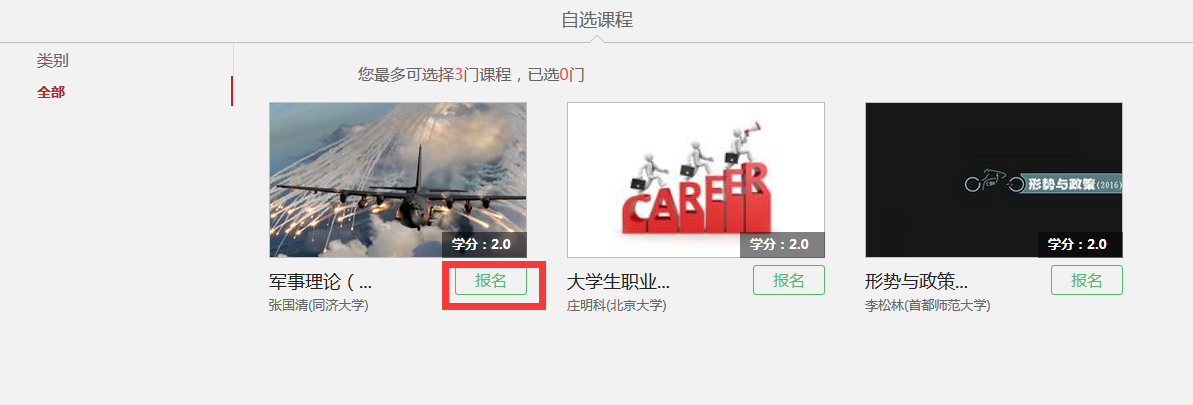 自选课程
类别
全部
您最多可选择3门课程，已选0门
学分：2.0
军事理论（...
报名
张国清(同济大学)
CAREER
学分：2.0
大学生职业...
报名
庄明科(北京大学)
形势与政策(2016)
学分：2.0
形势与政策...
报名
李松林(首都师范大学)